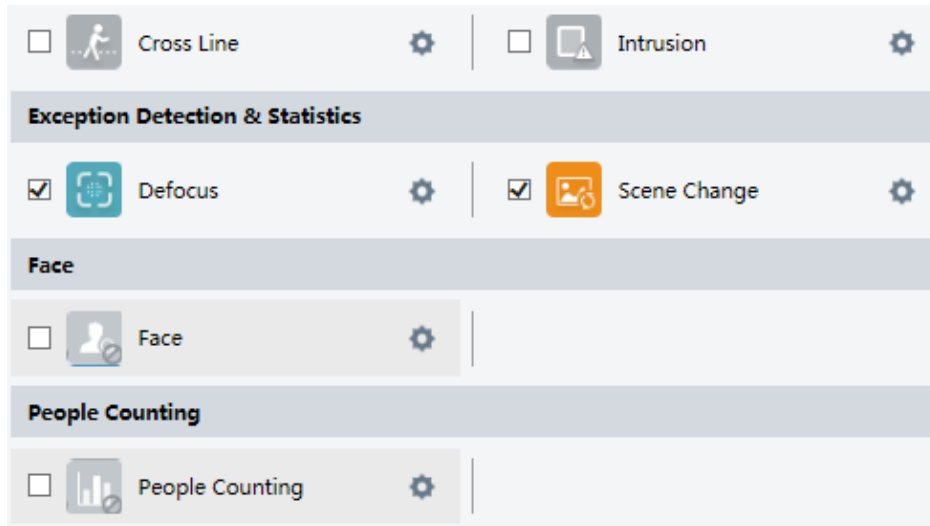 Cross Line
Intrusion
Exception Detection & Statistics
Defocus
Scene Change
Face
Face
People Counting
People Counting